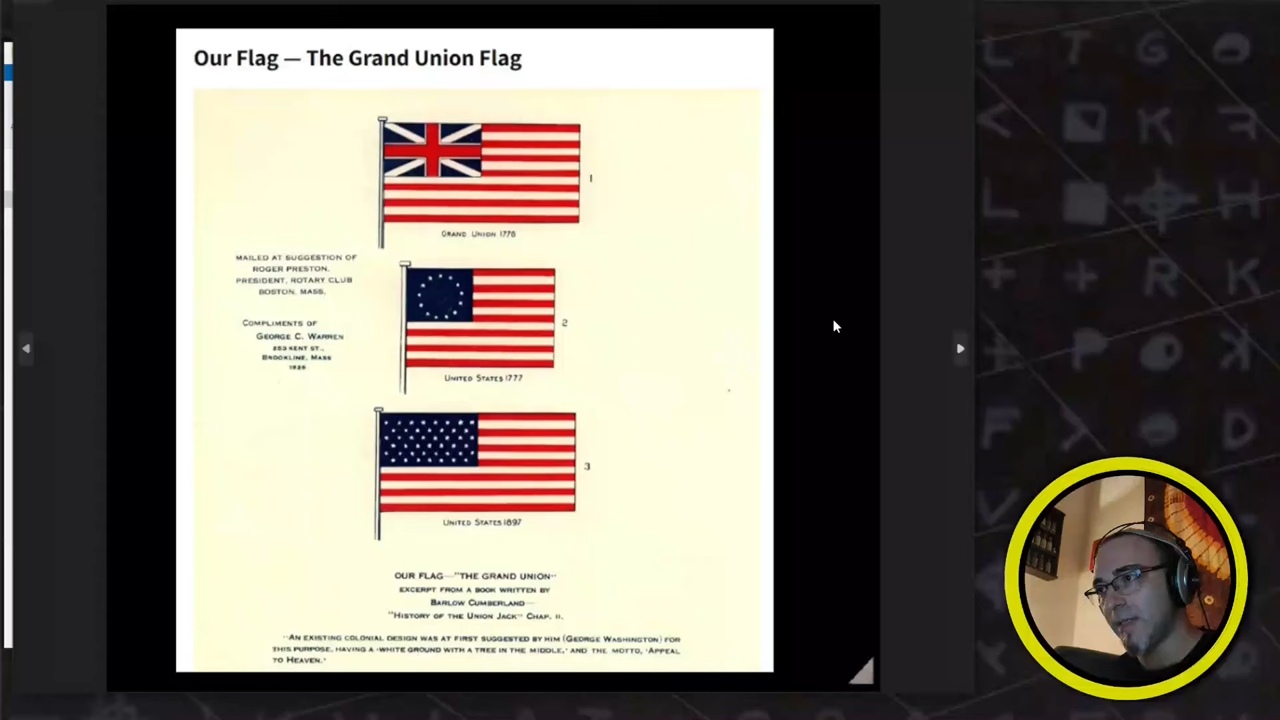 Our Flag — The Grand Union Flag
1
GRAND UNION 1776
MAILED AT SUGGESTION OF
ROGER PRESTON,
PRESIDENT, ROTARY CLUB
BOSTON, MASS.
2
COMPLIMENTS OF
GEORGE C. WARREN
253 KENT ST.,
BROOKLINE, MASS
UNITED STATES 1777
3
UNITED STATES 1897
OUR FLAG—"THE GRAND UNION"
EXCERPT FROM A BOOK WRITTEN BY
BARLOW CUMBERLAND—
"HISTORY OF THE UNION JACK" CHAP. II.
"AN EXISTING COLONIAL DESIGN WAS AT FIRST SUGGESTED BY HIM (GEORGE WASHINGTON) FOR
THIS PURPOSE, HAVING A 'WHITE GROUND WITH A TREE IN THE MIDDLE,' AND THE MOTTO, 'APPEAL
TO HEAVEN.'
L T G
K
L H
+ + R K
P
F D